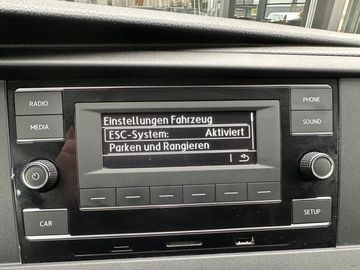 RADIO
MEDIA
CAR
Einstellungen Fahrzeug
ESC-System: Aktiviert
Parken und Rangieren
PHONE
SOUND
SETUP